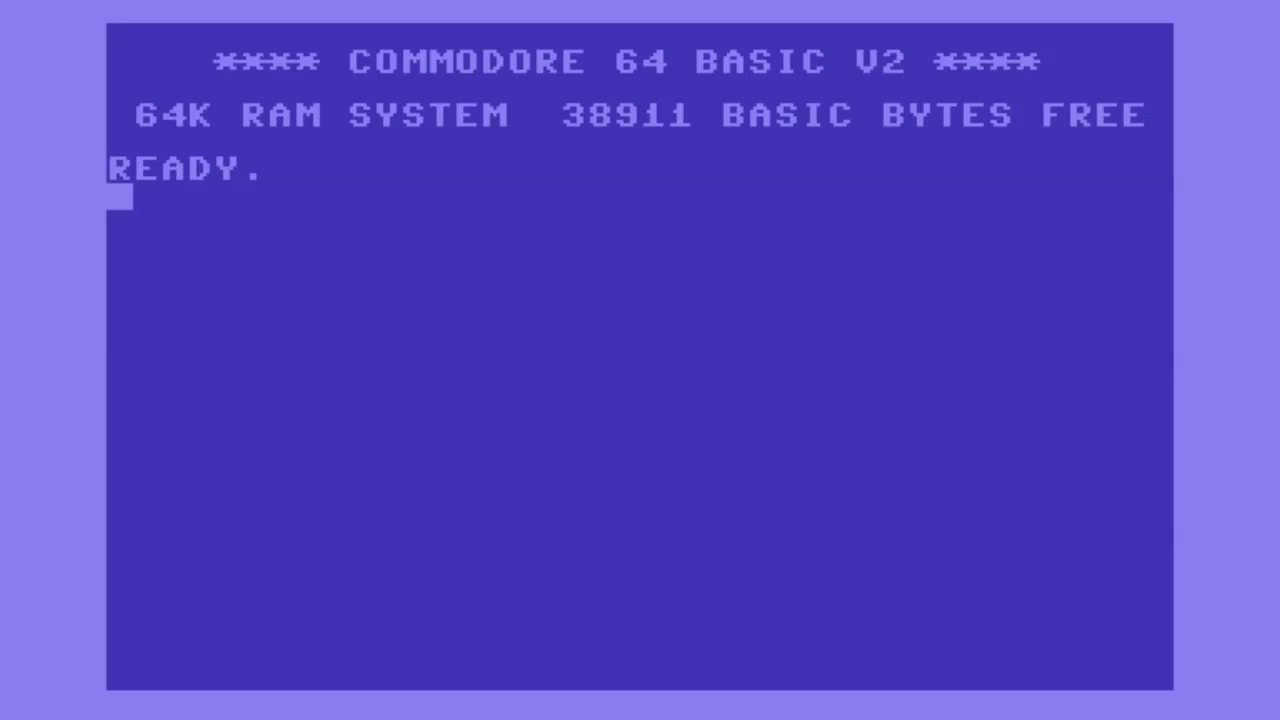 **** COMMODORE 64 BASIC V2 ****
64K RAM SYSTEM  38911 BASIC BYTES FREE
READY.